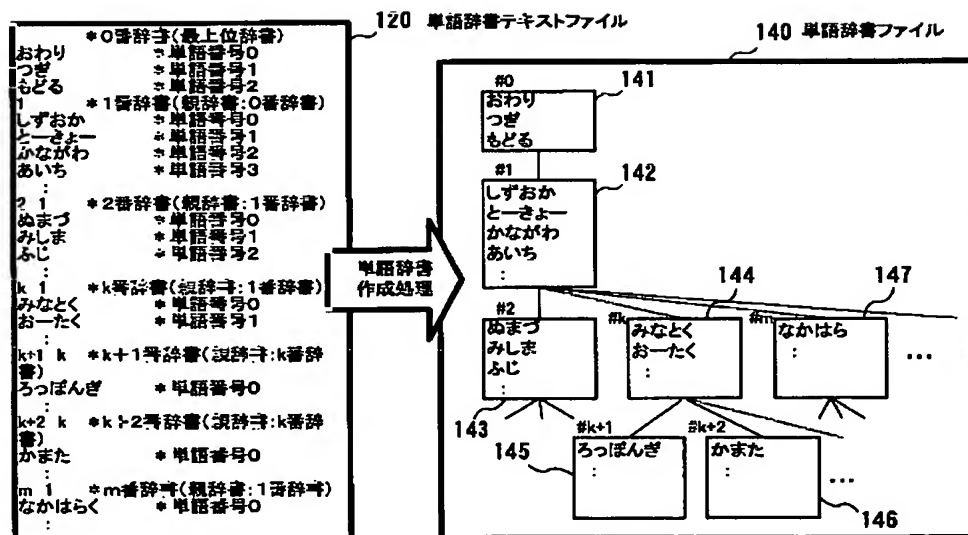 120 単語辞書テキストファイル
*0番辞書(最上位辞書)
おわり *単語番号0
つぎ *単語番号1
もどる *単語番号2
1 *1番辞書(親辞書:0番辞書)
しずおか *単語番号0
とーきょー *単語番号1
かながわ *単語番号2
あいち *単語番号3
:
2 1 *2番辞書(親辞書:1番辞書)
ぬまづ *単語番号0
みしま *単語番号1
ふじ *単語番号2
:
k 1 *k番辞書(親辞書:1番辞書)
みなとく *単語番号0
おーたく *単語番号1
:
k+1 k *k+1番辞書(親辞書:k番辞
書)
ろっぽんぎ *単語番号0
:
k+2 k *k+2番辞書(親辞書:k番辞
書)
かまた *単語番号0
:
m 1 *m番辞書(親辞書:1番辞書)
なかはらく *単語番号0
:
単語辞書
作成処理
140 単語辞書ファイル
#0
141
おわり
つぎ
もどる
#1
142
しずおか
とーきょー
かながわ
あいち
:
#2
143
ぬまづ
みしま
ふじ
:
#k
144
みなとく
おーたく
:
#m
147
なかはら
:
...
#k+1
145
ろっぽんぎ
:
#k+2
146
かまた
:
...